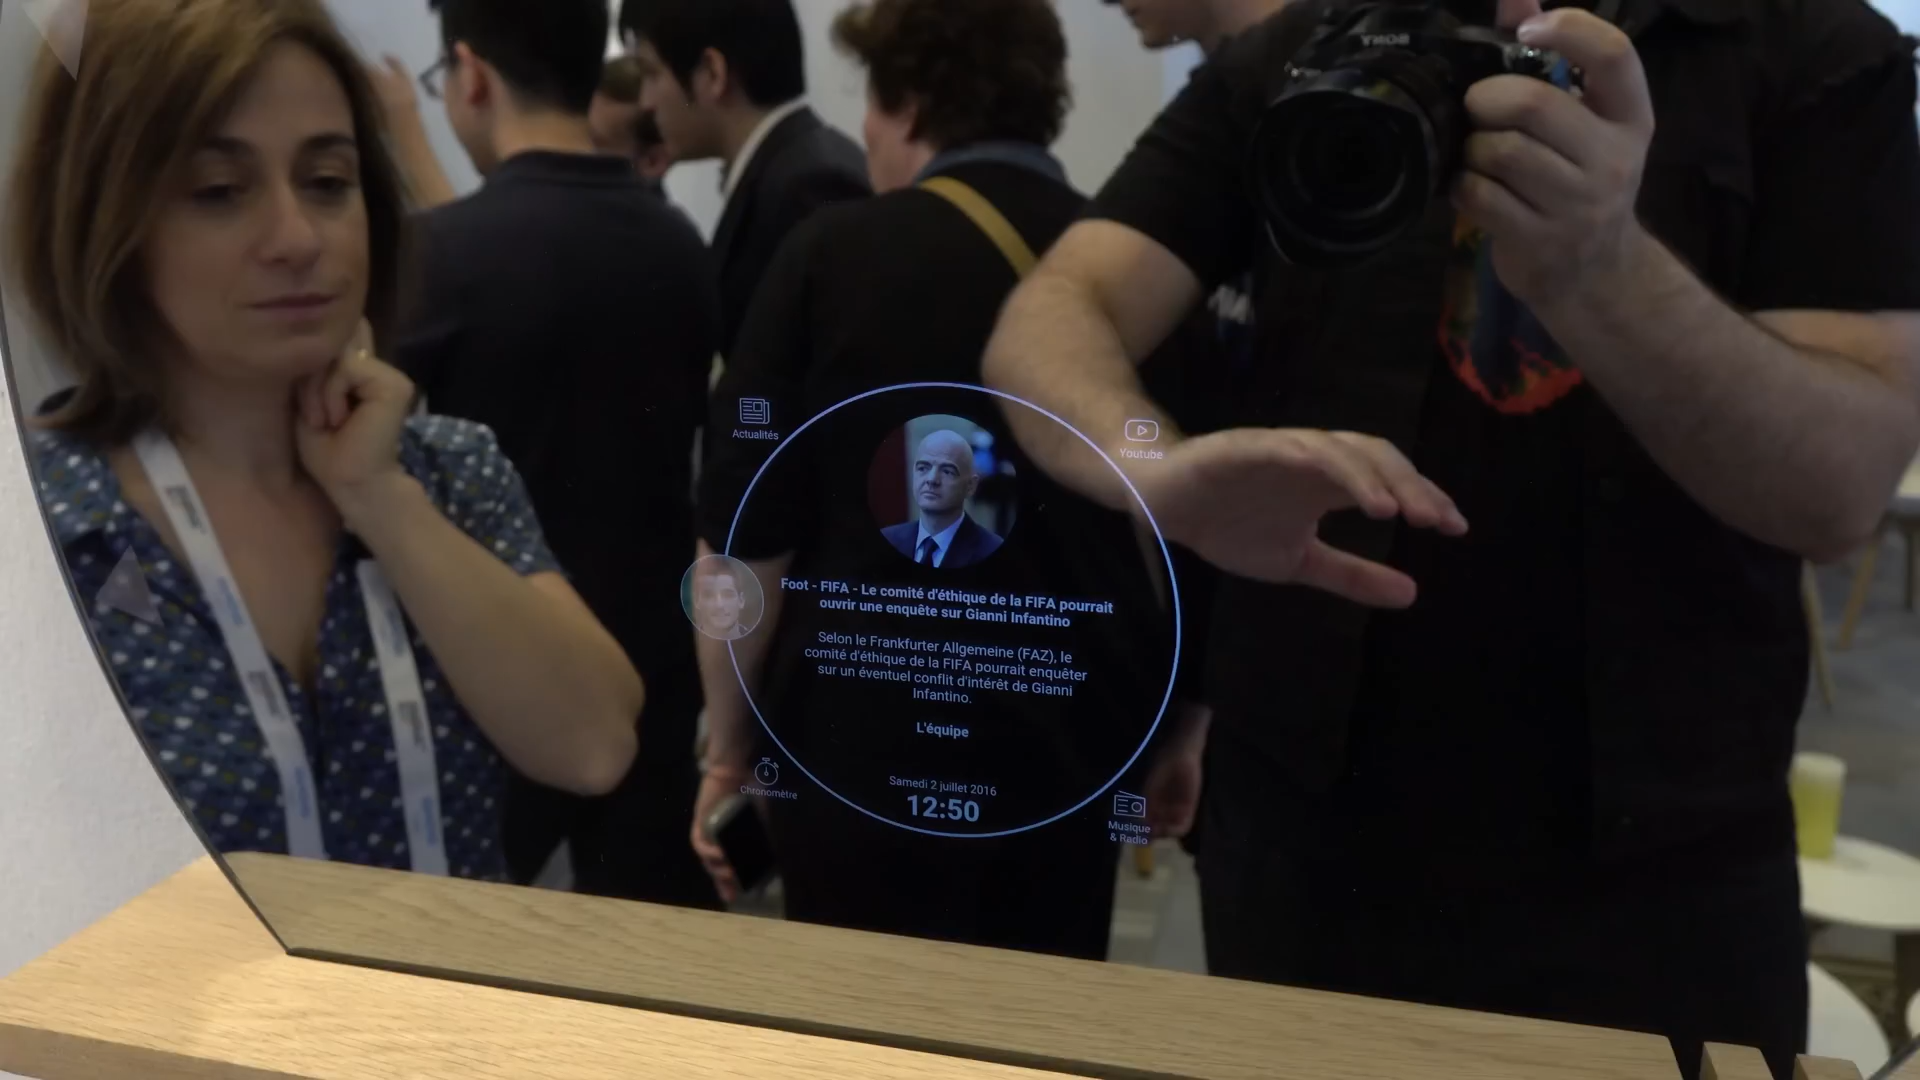 SONY
Actualités
Youtube
Foot - FIFA - Le comité d'éthique de la FIFA pourrait
ouvrir une enquête sur Gianni Infantino
Selon le Frankfurter Allgemeine (FAZ), le
comité d'éthique de la FIFA pourrait enquêter
sur un éventuel conflit d'intérêt de Gianni
Infantino.
L'équipe
Samedi 2 juillet 2016
12:50
Chronomètre
Musique
& Radio